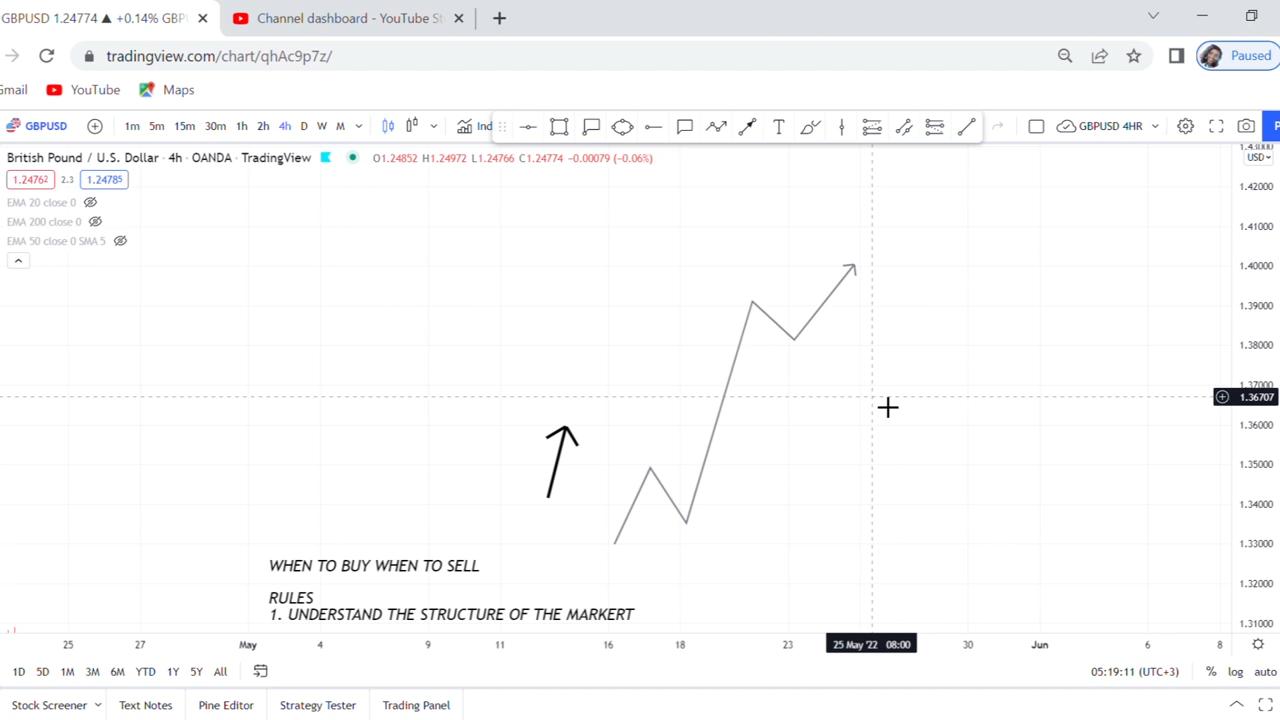 GBPUSD 1.24774 ▲ +0.14% GBP
Channel dashboard - YouTube St
tradingview.com/chart/qhAc9p7z/
Paused
Gmail YouTube Maps
GBPUSD 1m 5m 15m 30m 1h 2h 4h D W M Ind T GBPUSD 4HR
British Pound / U.S. Dollar · 4h · OANDA · TradingView O1.24852 H1.24972 L1.24766 C1.24774 -0.00079 (-0.06%)
USD
1.24762 2.3 1.24785
EMA 20 close 0
EMA 200 close 0
EMA 50 close 0 SMA 5
1.43000
1.42000
1.41000
1.40000
1.39000
1.38000
1.37000
1.36707
1.36000
1.35000
1.34000
1.33000
1.32000
1.31000
WHEN TO BUY WHEN TO SELL
RULES
1. UNDERSTAND THE STRUCTURE OF THE MARKERT
25 27 May 4 9 11 16 18 23 25 May '22 08:00 30 Jun 6 8
1D 5D 1M 3M 6M YTD 1Y 5Y All 05:19:11 (UTC+3) % log auto
Stock Screener Text Notes Pine Editor Strategy Tester Trading Panel